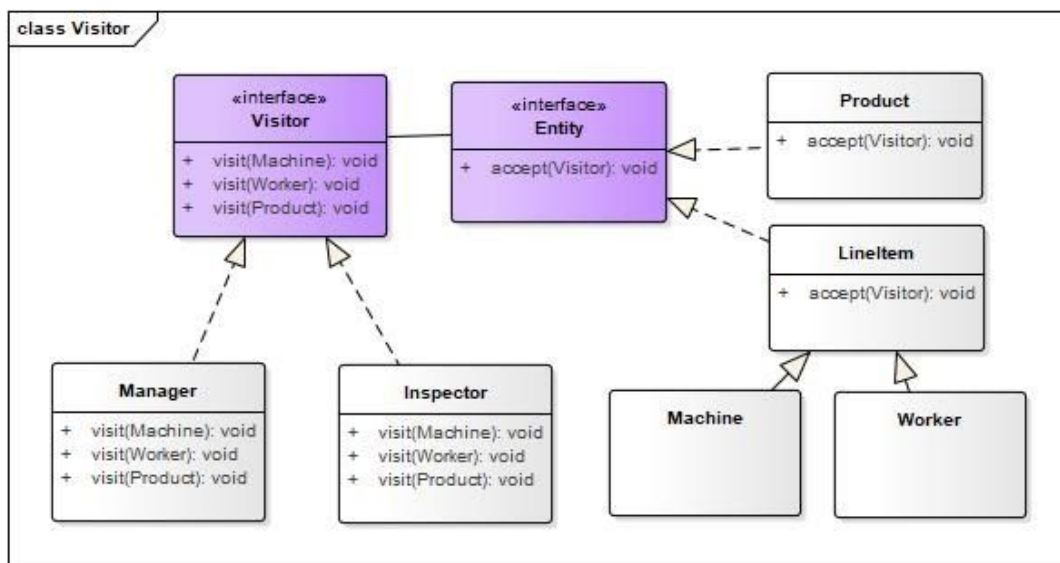 class Visitor
«interface»
Visitor
+ visit(Machine): void
+ visit(Worker): void
+ visit(Product): void
«interface»
Entity
+ accept(Visitor): void
Product
+ accept(Visitor): void
LineItem
+ accept(Visitor): void
Manager
+ visit(Machine): void
+ visit(Worker): void
+ visit(Product): void
Inspector
+ visit(Machine): void
+ visit(Worker): void
+ visit(Product): void
Machine
Worker